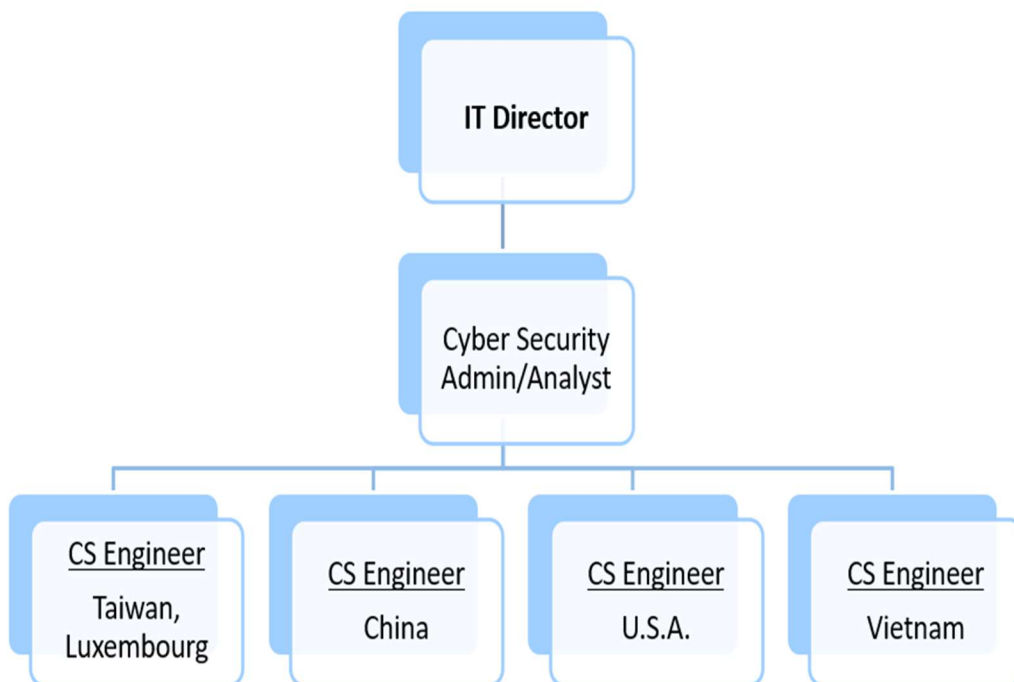 IT Director
Cyber Security
Admin/Analyst
CS Engineer
Taiwan,
Luxembourg
CS Engineer
China
CS Engineer
U.S.A.
CS Engineer
Vietnam